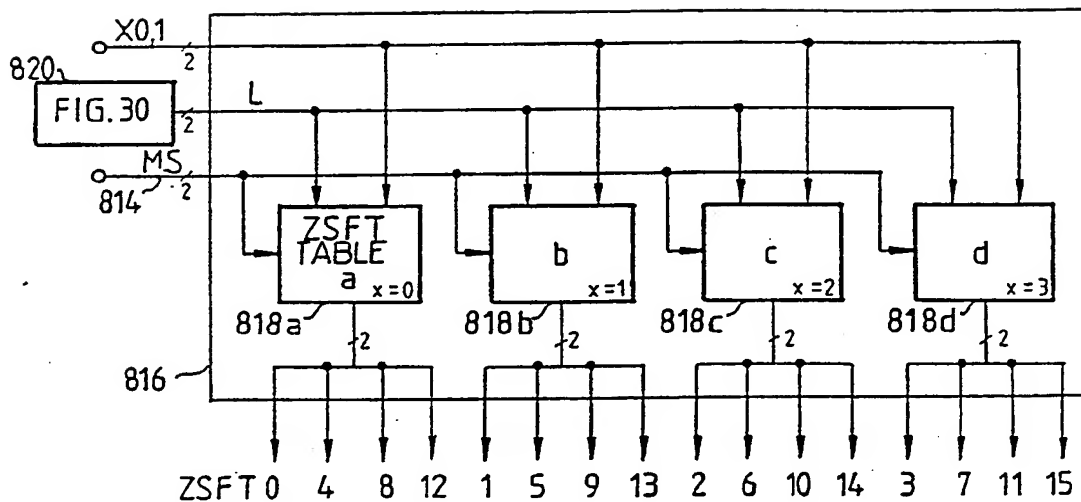 X0,1
2
820
FIG.30
L
2
MS
2
814
ZSFT
TABLE
a
x=0
b
x=1
c
x=2
d
x=3
818a
818b
818c
818d
2
2
2
2
816
ZSFT 0 4 8 12 1 5 9 13 2 6 10 14 3 7 11 15